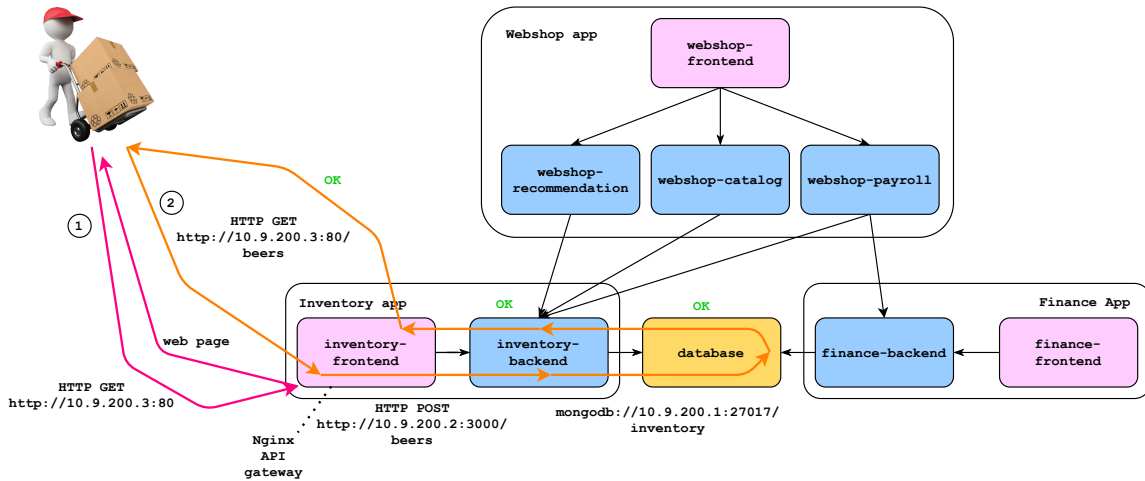 Webshop app
webshop-
frontend
webshop-
recommendation
webshop-catalog
webshop-payroll
OK
1
2
HTTP GET
http://10.9.200.3:80/
beers
Inventory app
OK
OK
Finance App
inventory-
frontend
inventory-
backend
database
finance-backend
finance-
frontend
web page
HTTP GET
http://10.9.200.3:80
HTTP POST
http://10.9.200.2:3000/
beers
mongodb://10.9.200.1:27017/
inventory
Nginx
API
gateway